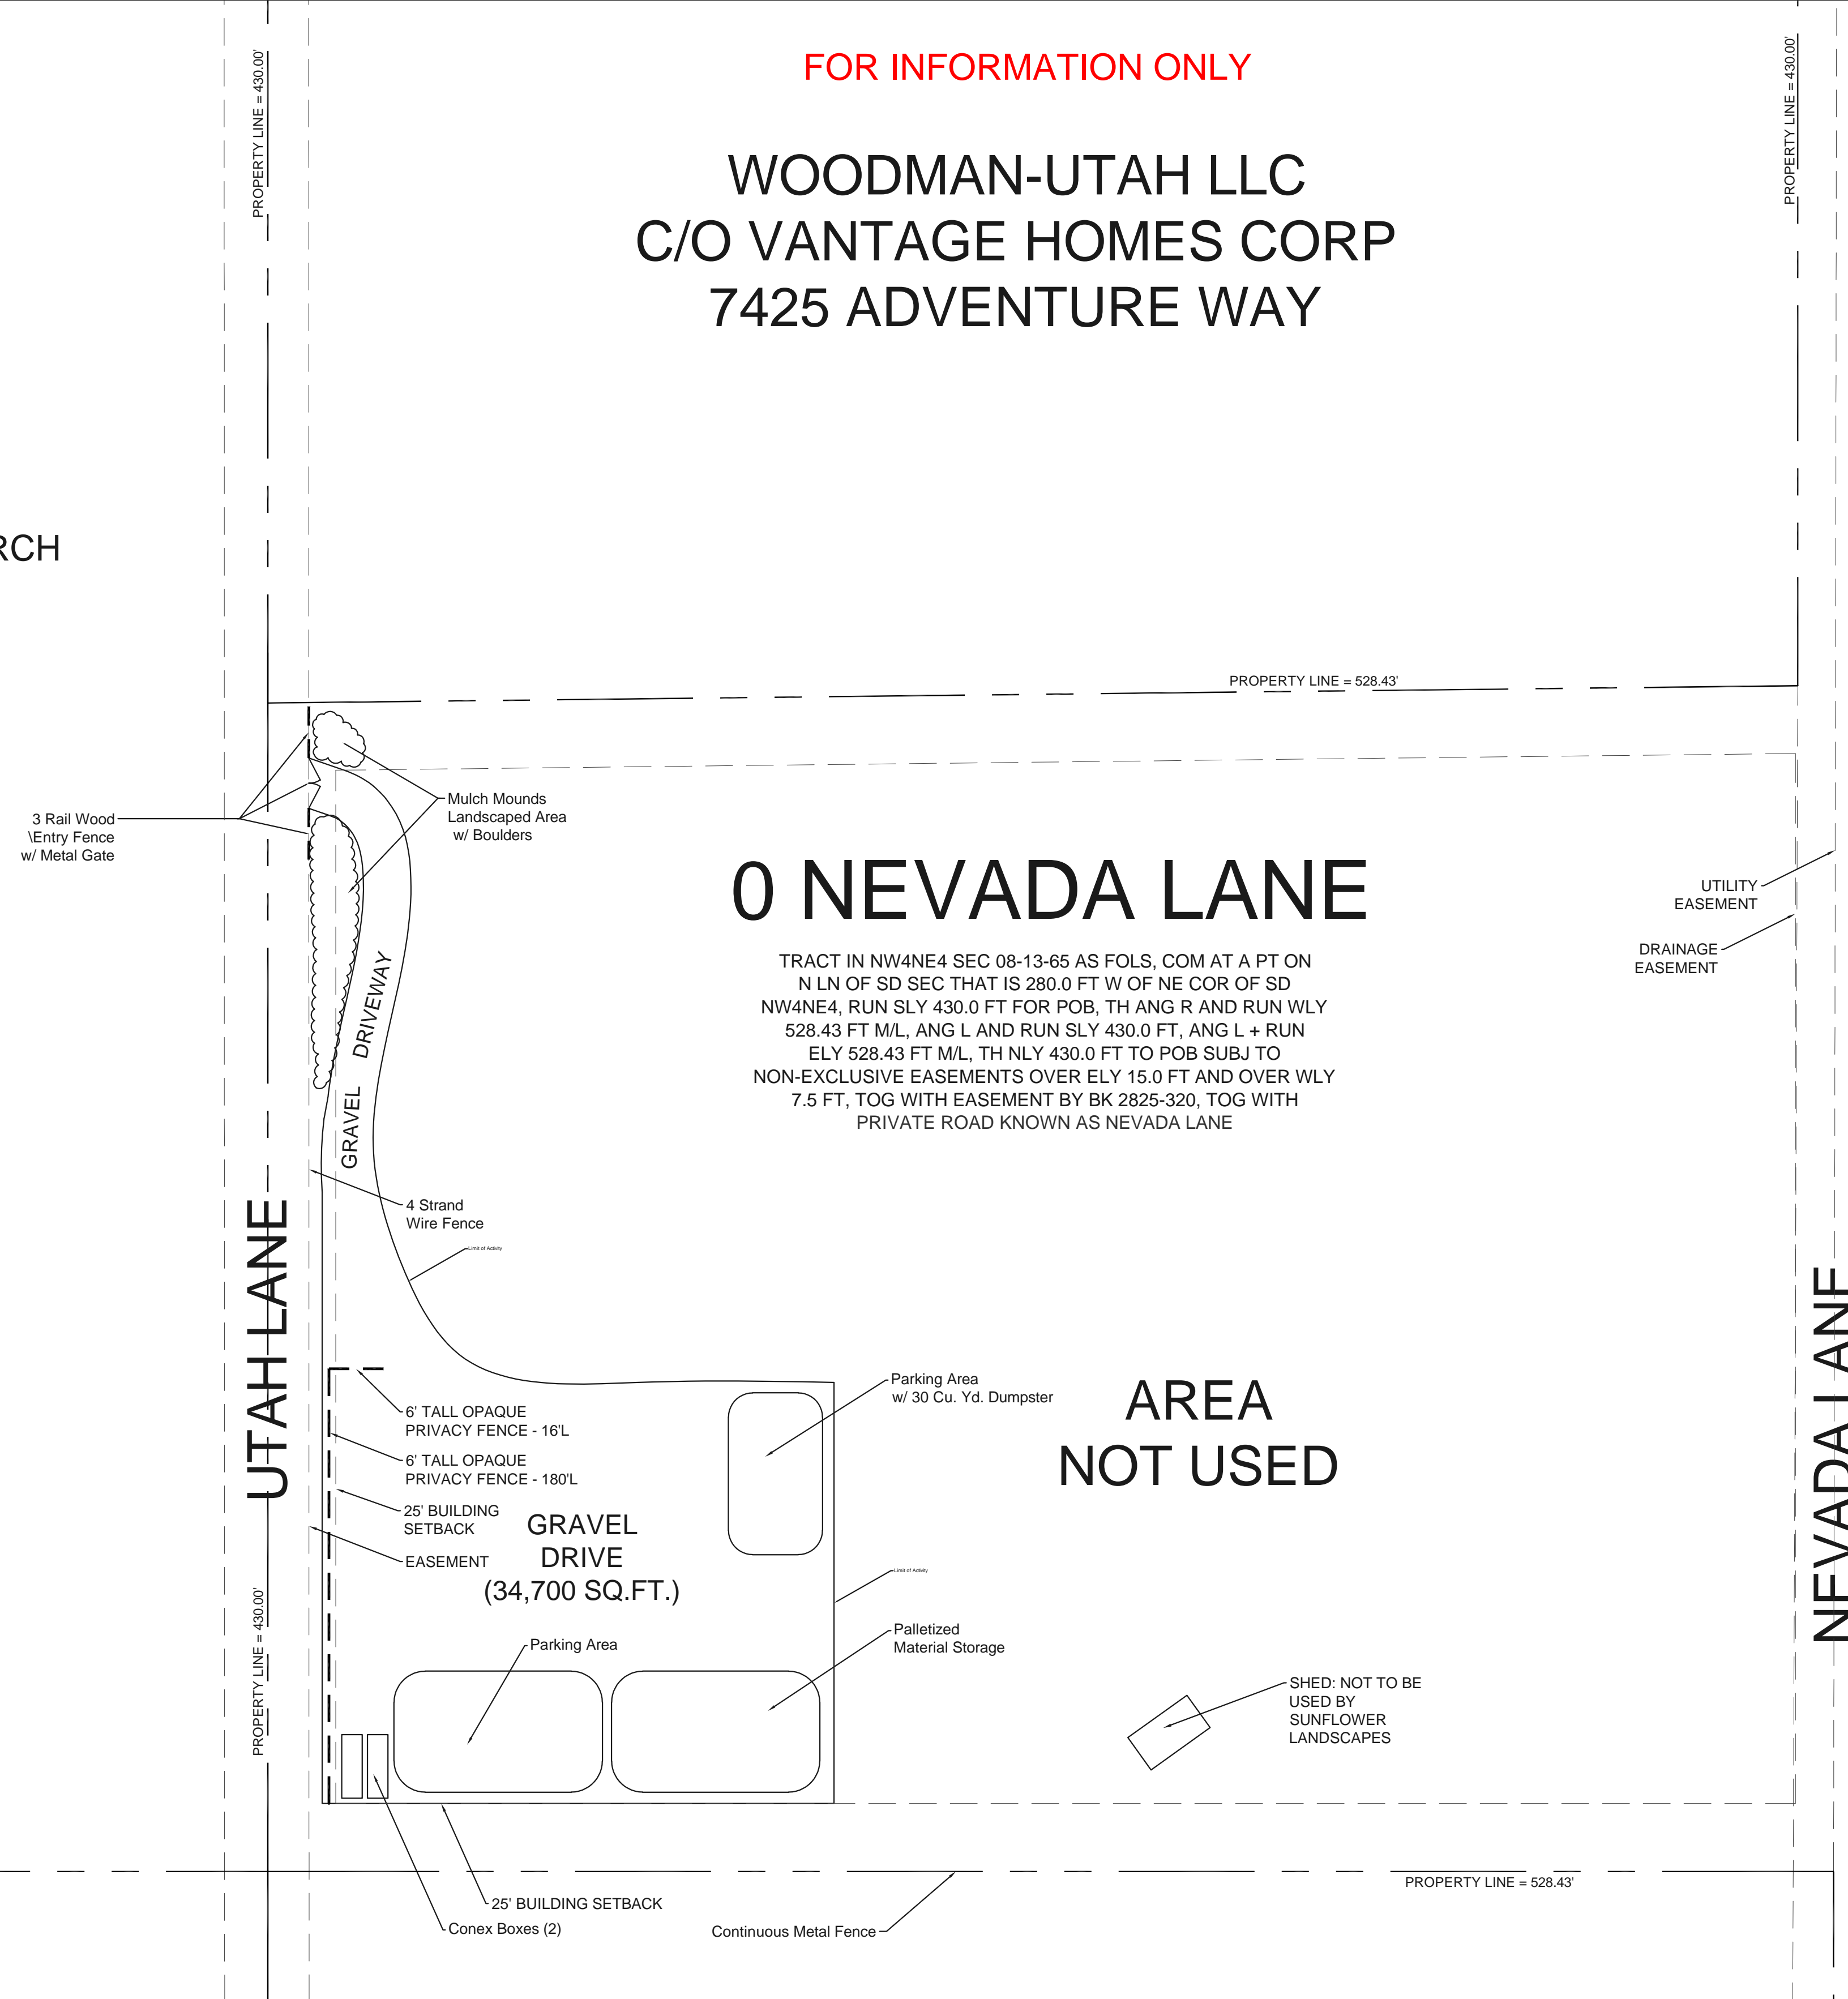 FOR INFORMATION ONLY
PROPERTY LINE = 430.00'
PROPERTY LINE = 430.00'
WOODMAN-UTAH LLC
C/O VANTAGE HOMES CORP
7425 ADVENTURE WAY
RCH
PROPERTY LINE = 528.43'
3 Rail Wood
\Entry Fence
w/ Metal Gate
Mulch Mounds
Landscaped Area
w/ Boulders
0 NEVADA LANE
UTILITY
EASEMENT
DRAINAGE
EASEMENT
TRACT IN NW4NE4 SEC 08-13-65 AS FOLS, COM AT A PT ON
N LN OF SD SEC THAT IS 280.0 FT W OF NE COR OF SD
NW4NE4, RUN SLY 430.0 FT FOR POB, TH ANG R AND RUN WLY
528.43 FT M/L, ANG L AND RUN SLY 430.0 FT, ANG L + RUN
ELY 528.43 FT M/L, TH NLY 430.0 FT TO POB SUBJ TO
NON-EXCLUSIVE EASEMENTS OVER ELY 15.0 FT AND OVER WLY
7.5 FT, TOG WITH EASEMENT BY BK 2825-320, TOG WITH
PRIVATE ROAD KNOWN AS NEVADA LANE
GRAVEL DRIVEWAY
4 Strand
Wire Fence
Limit of Activity
UTAH LANE
NEVADA LANE
6' TALL OPAQUE
PRIVACY FENCE - 16'L
6' TALL OPAQUE
PRIVACY FENCE - 180'L
25' BUILDING
SETBACK
EASEMENT
GRAVEL
DRIVE
(34,700 SQ.FT.)
Parking Area
w/ 30 Cu. Yd. Dumpster
AREA
NOT USED
Limit of Activity
PROPERTY LINE = 430.00'
Parking Area
Palletized
Material Storage
SHED: NOT TO BE
USED BY
SUNFLOWER
LANDSCAPES
PROPERTY LINE = 528.43'
25' BUILDING SETBACK
Conex Boxes (2)
Continuous Metal Fence